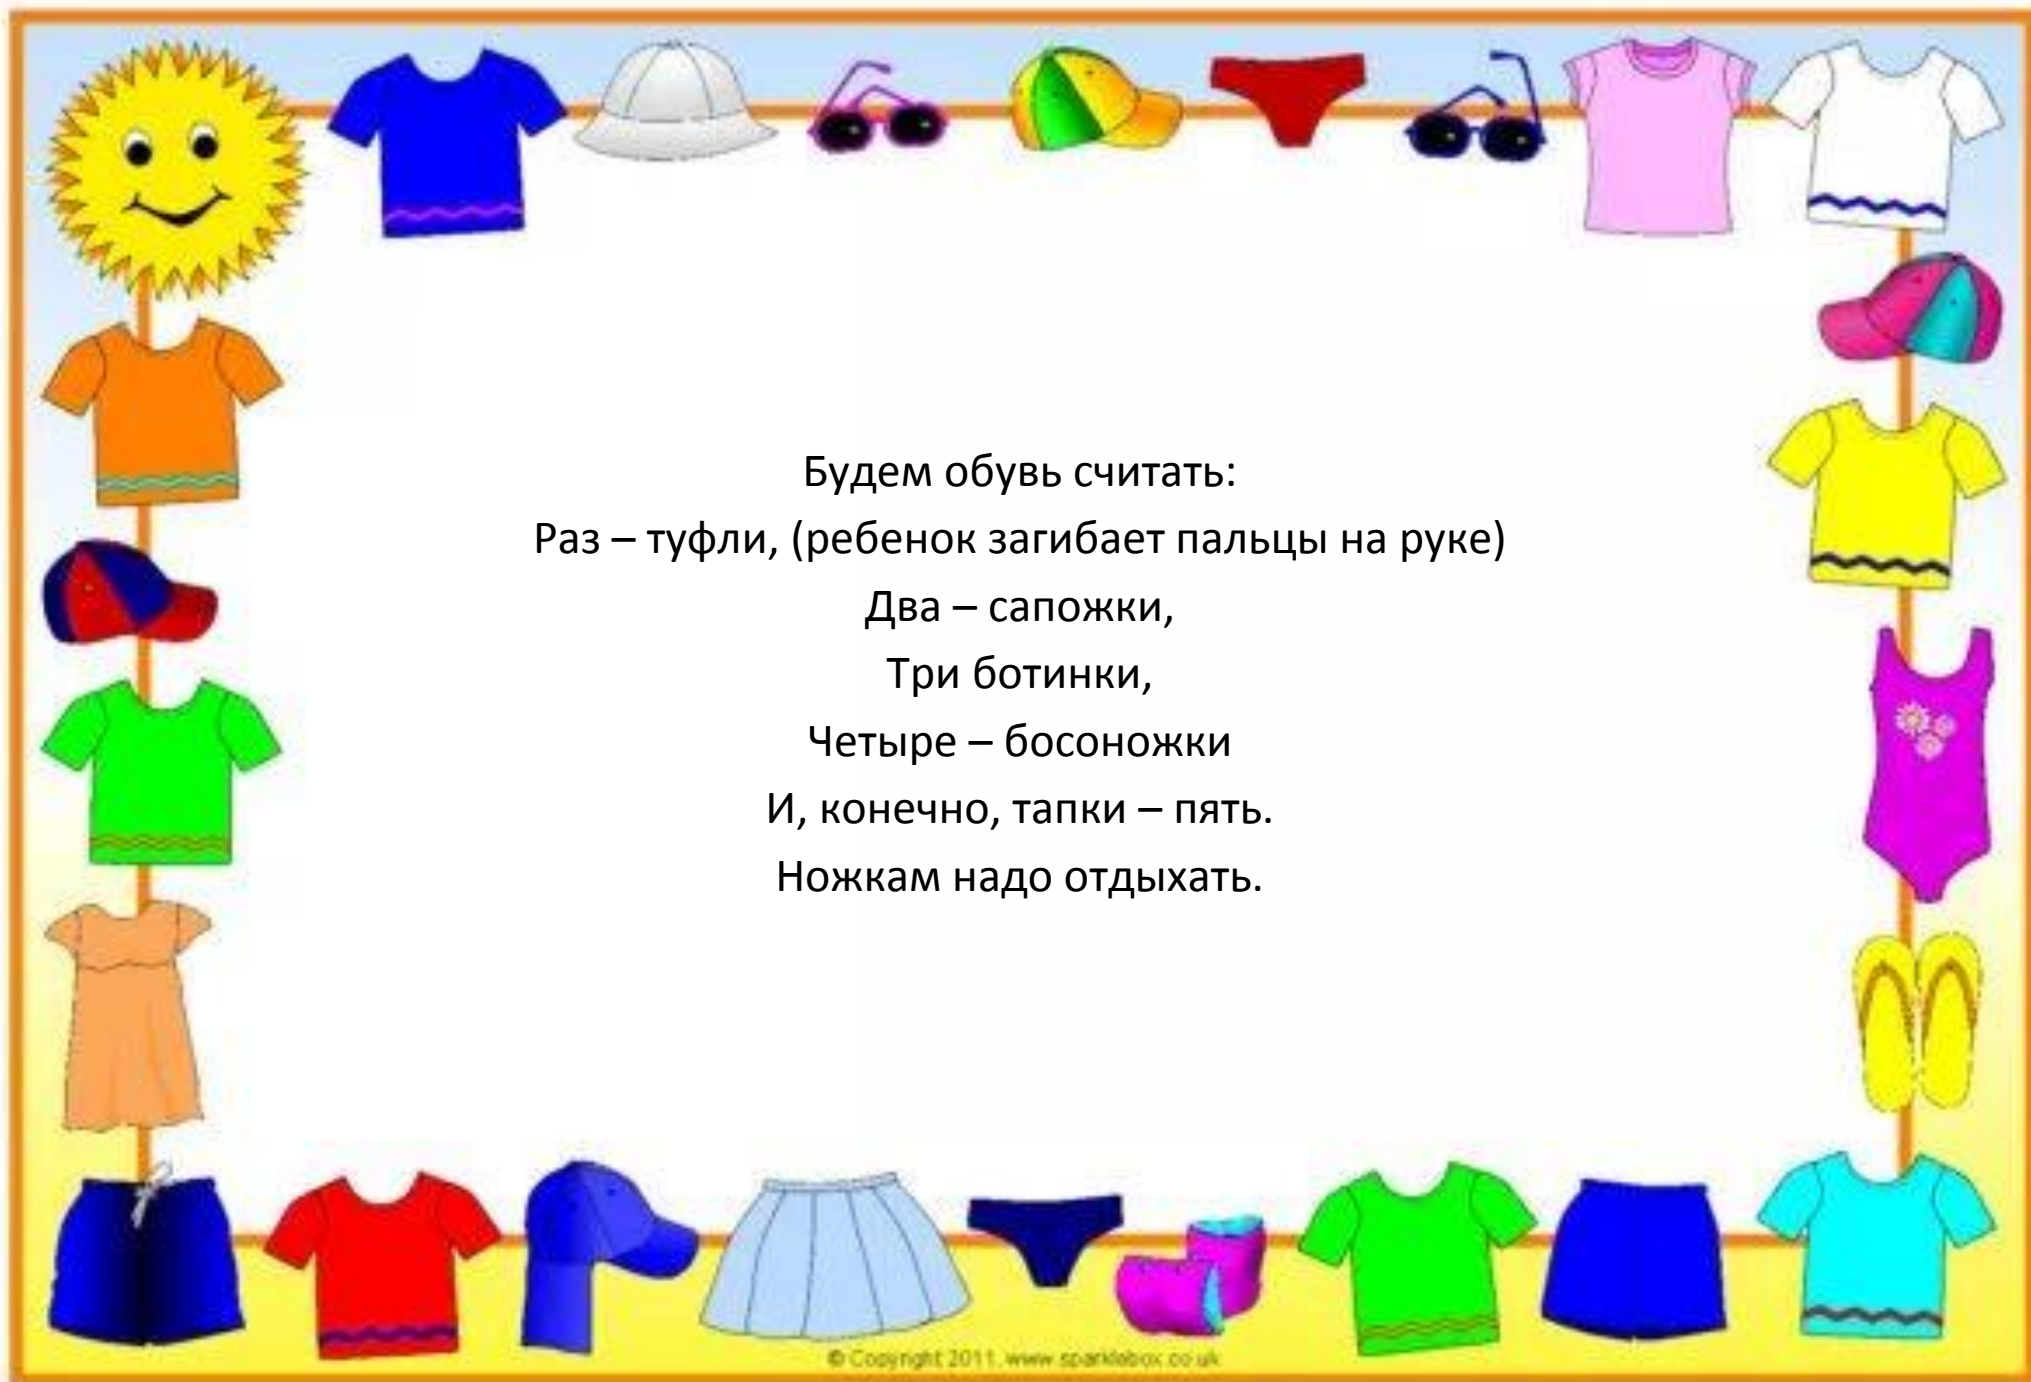 Будем обувь считать:
Раз – туфли, (ребенок загибает пальцы на руке)
Два – сапожки,
Три ботинки,
Четыре – босоножки
И, конечно, тапки – пять.
Ножкам надо отдыхать.
© Copyright 2011, www.sparklebox.co.uk